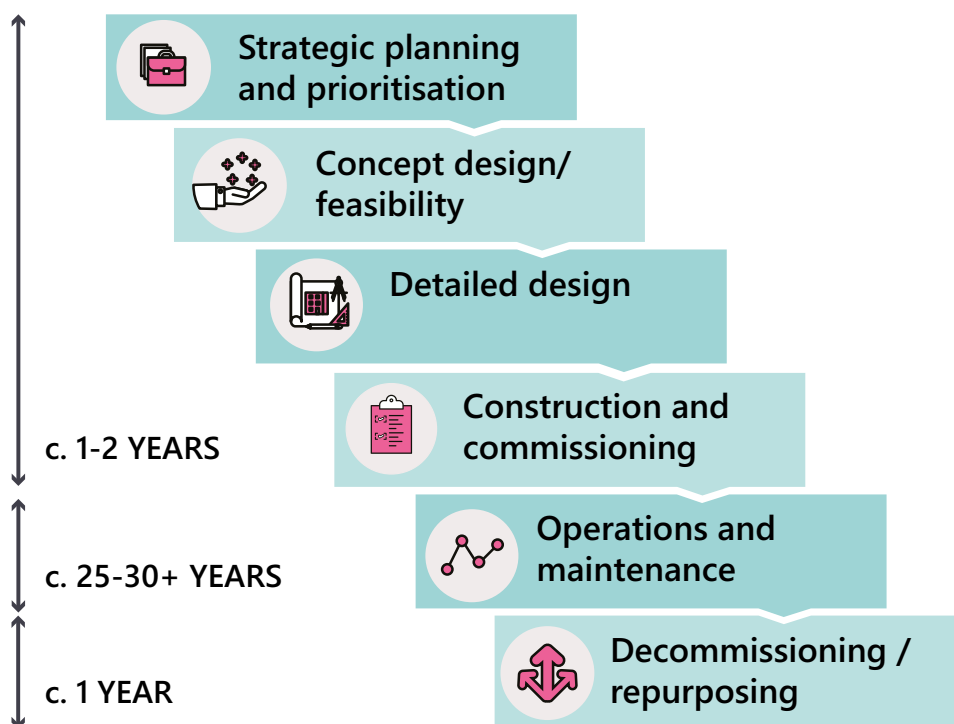 Strategic planning
and prioritisation
Concept design/
feasibility
Detailed design
Construction and
commissioning
c. 1-2 YEARS
Operations and
maintenance
c. 25-30+ YEARS
Decommissioning /
repurposing
c. 1 YEAR